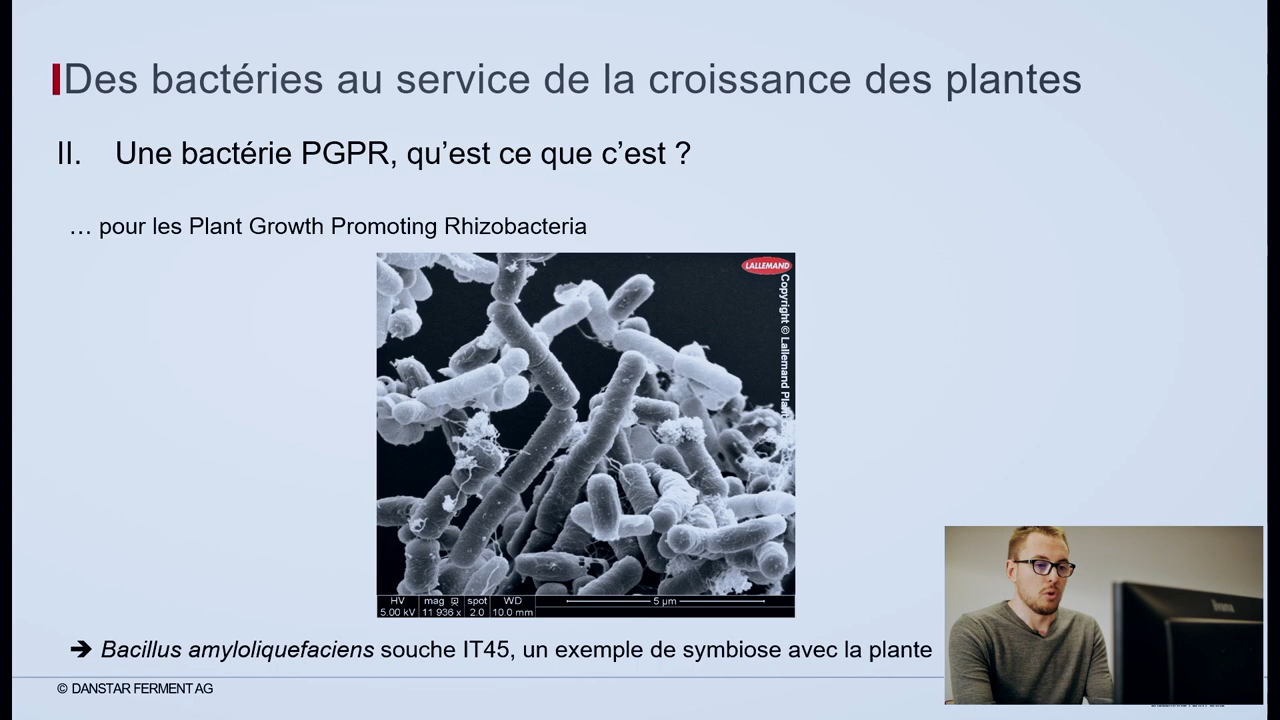 Des bactéries au service de la croissance des plantes
II. Une bactérie PGPR, qu’est ce que c’est ?
… pour les Plant Growth Promoting Rhizobacteria
LALLEMAND
Copyright © Lallemand
HV mag spot WD
5.00 kV 11 936 x 2.0 10.0 mm
5 µm
➔ Bacillus amyloliquefaciens souche IT45, un exemple de symbiose avec la plante
© DANSTAR FERMENT AG